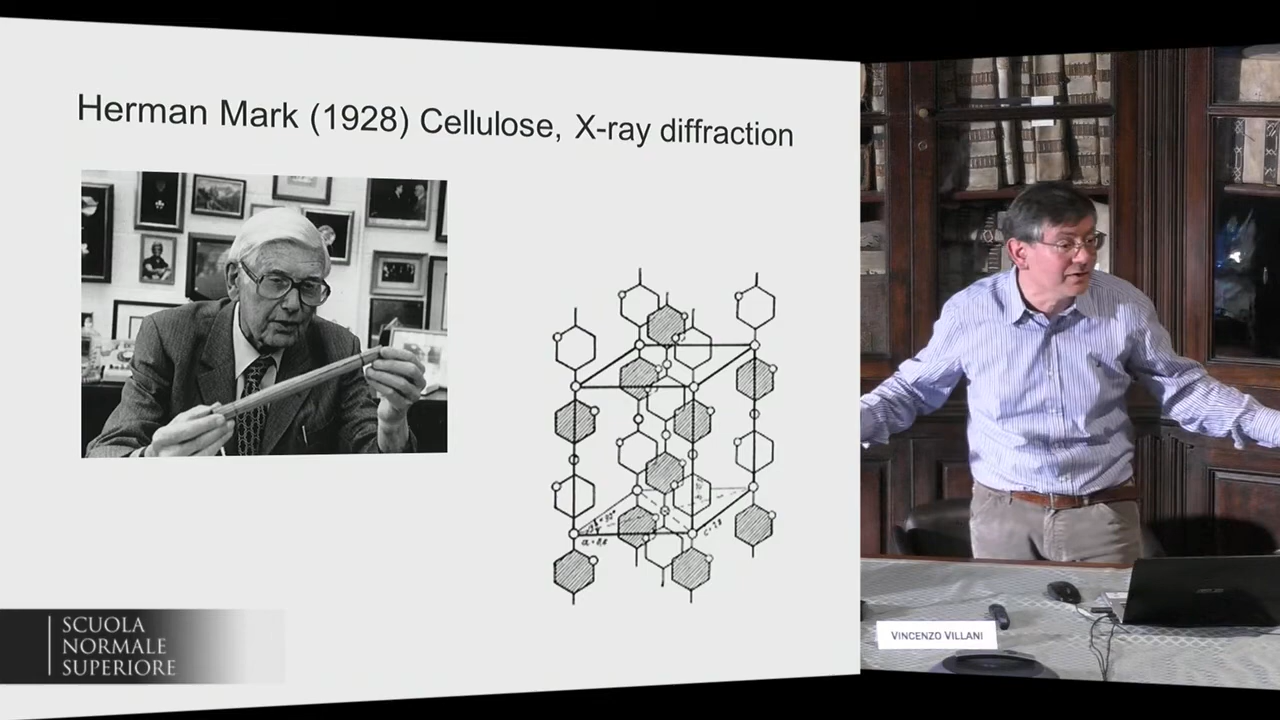 Herman Mark (1928) Cellulose, X-ray diffraction
SCUOLA
NORMALE
SUPERIORE
VINCENZO VILLANI